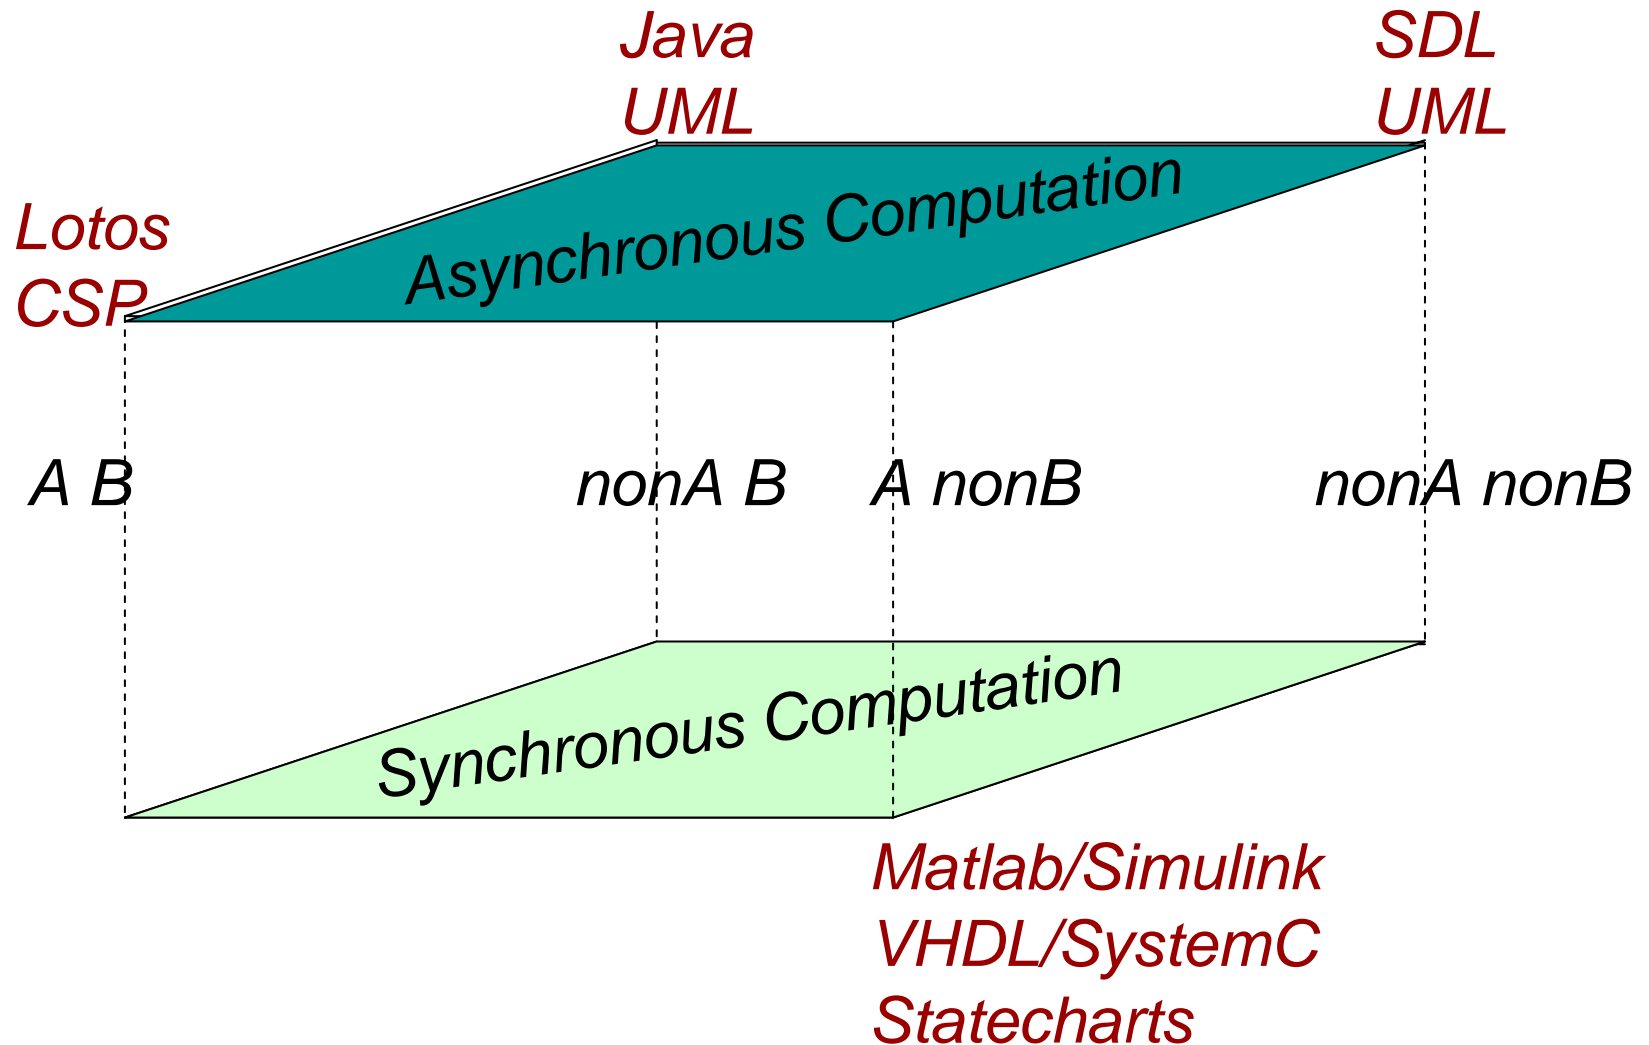 Java
UML
SDL
UML
Lotos
CSP
Asynchronous Computation
A B
nonA B
A nonB
nonA nonB
Synchronous Computation
Matlab/Simulink
VHDL/SystemC
Statecharts